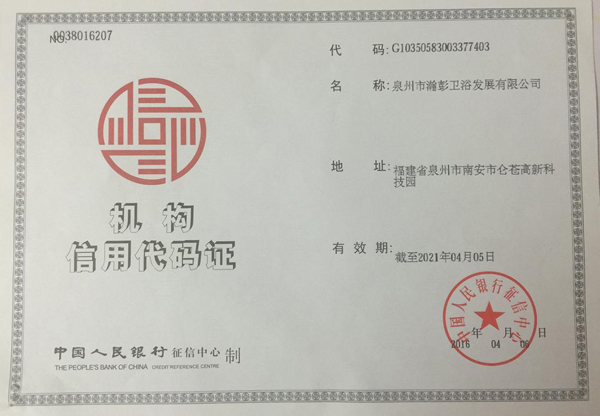 NO. 0038016207
代 码: G10350583003377403
名 称: 泉州市瀚彰卫浴发展有限公司
地 址: 福建省泉州市南安市仑苍高新科
技园
机 构
信用代码证
有 效 期: 截至2021年04月05日
中国人民银行征信中心
年 月 日
2016 04 06
中国人民银行 征信中心 制
THE PEOPLE'S BANK OF CHINA CREDIT REFERENCE CENTRE